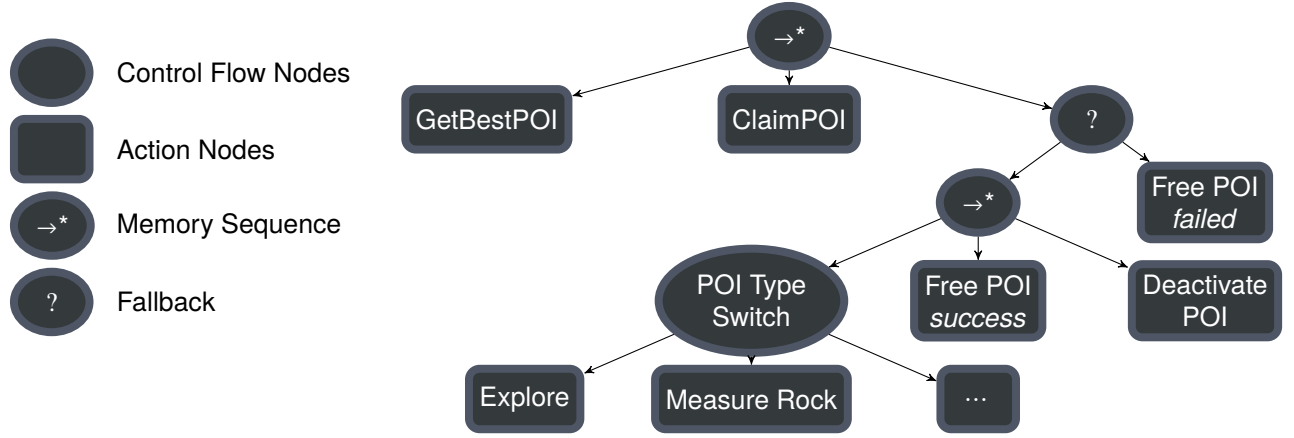 Control Flow Nodes
Action Nodes
→*
Memory Sequence
?
Fallback
→*
GetBestPOI
ClaimPOI
?
→*
Free POI
failed
POI Type
Switch
Free POI
success
Deactivate
POI
Explore
Measure Rock
...